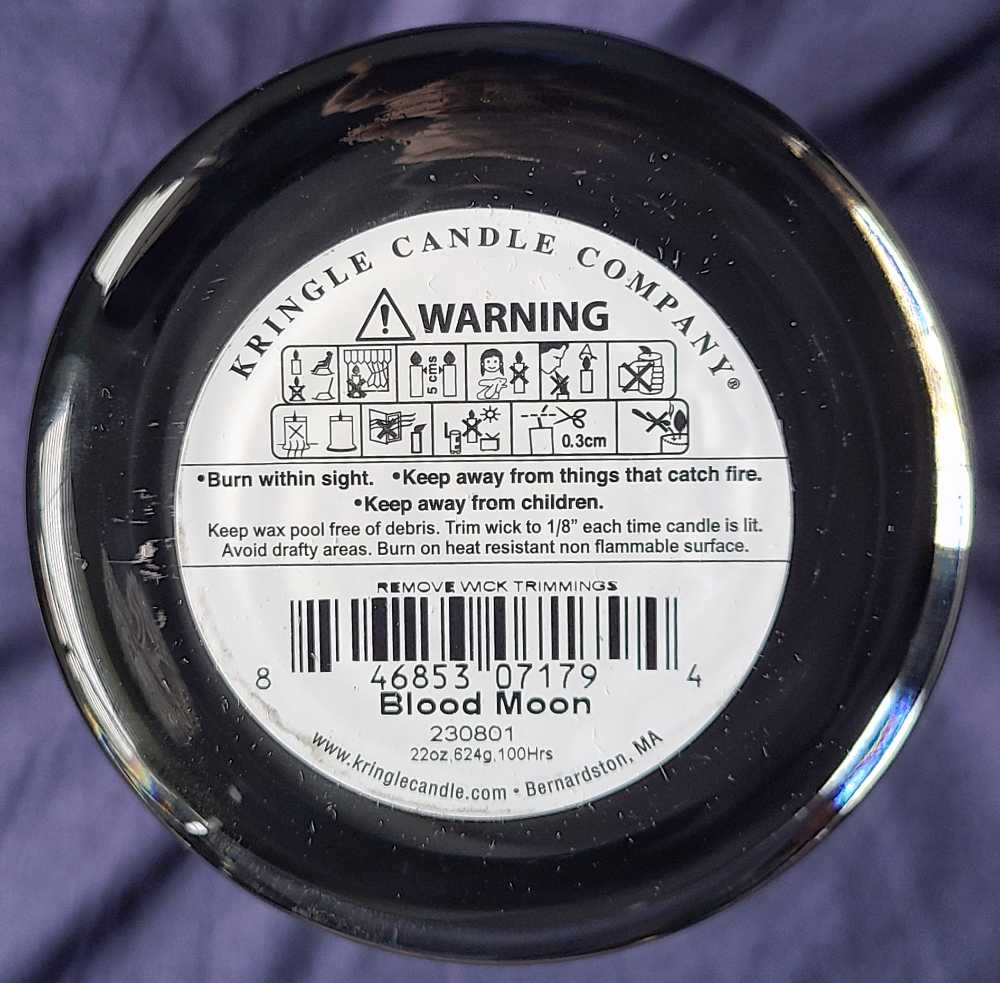 KRINGLE CANDLE COMPANY®
WARNING
5 cms
0.3cm
•Burn within sight. •Keep away from things that catch fire.
•Keep away from children.
Keep wax pool free of debris. Trim wick to 1/8” each time candle is lit.
Avoid drafty areas. Burn on heat resistant non flammable surface.
REMOVE WICK TRIMMINGS
8 46853 07179 4
Blood Moon
230801
22oz,624g,100Hrs
www.kringlecandle.com • Bernardston, MA